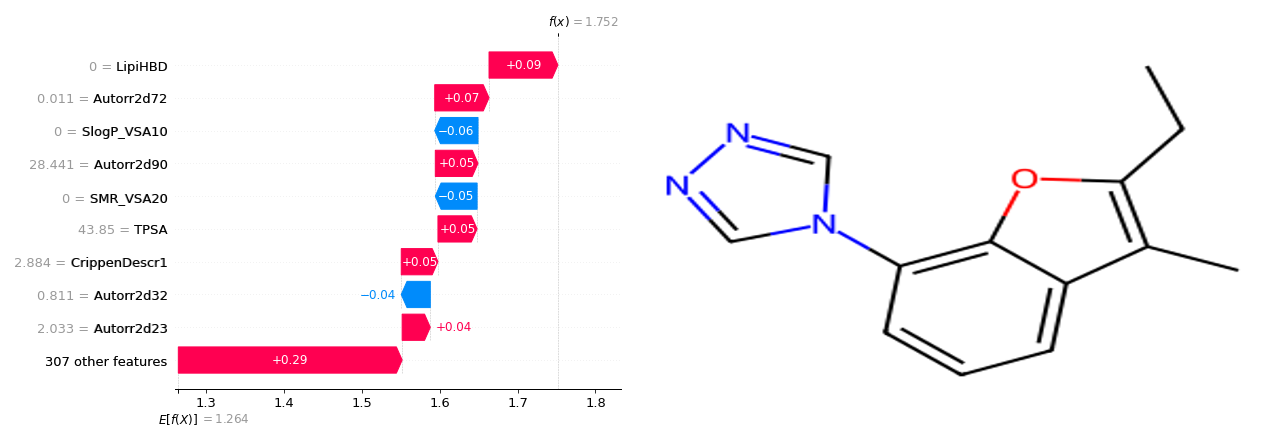 f(x) = 1.752
0 = LipiHBD
+0.09
0.011 = Autorr2d72
+0.07
0 = SlogP_VSA10
−0.06
28.441 = Autorr2d90
+0.05
0 = SMR_VSA20
−0.05
43.85 = TPSA
+0.05
2.884 = CrippenDescr1
+0.05
0.811 = Autorr2d32
−0.04
2.033 = Autorr2d23
+0.04
307 other features
+0.29
1.3 1.4 1.5 1.6 1.7 1.8
E[f(X)] = 1.264
N
N
N
O